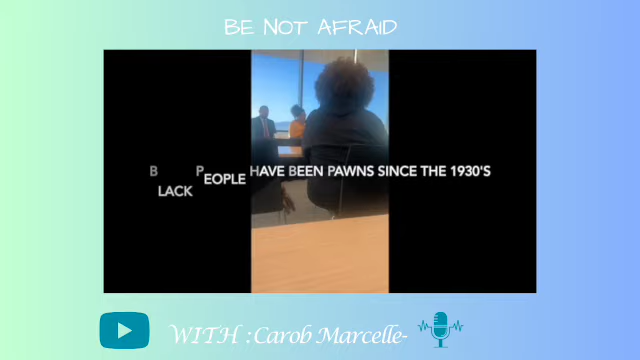 BE NOT AFRAID
BLACK PEOPLE HAVE BEEN PAWNS SINCE THE 1930'S
WITH : Carob Marcelle-